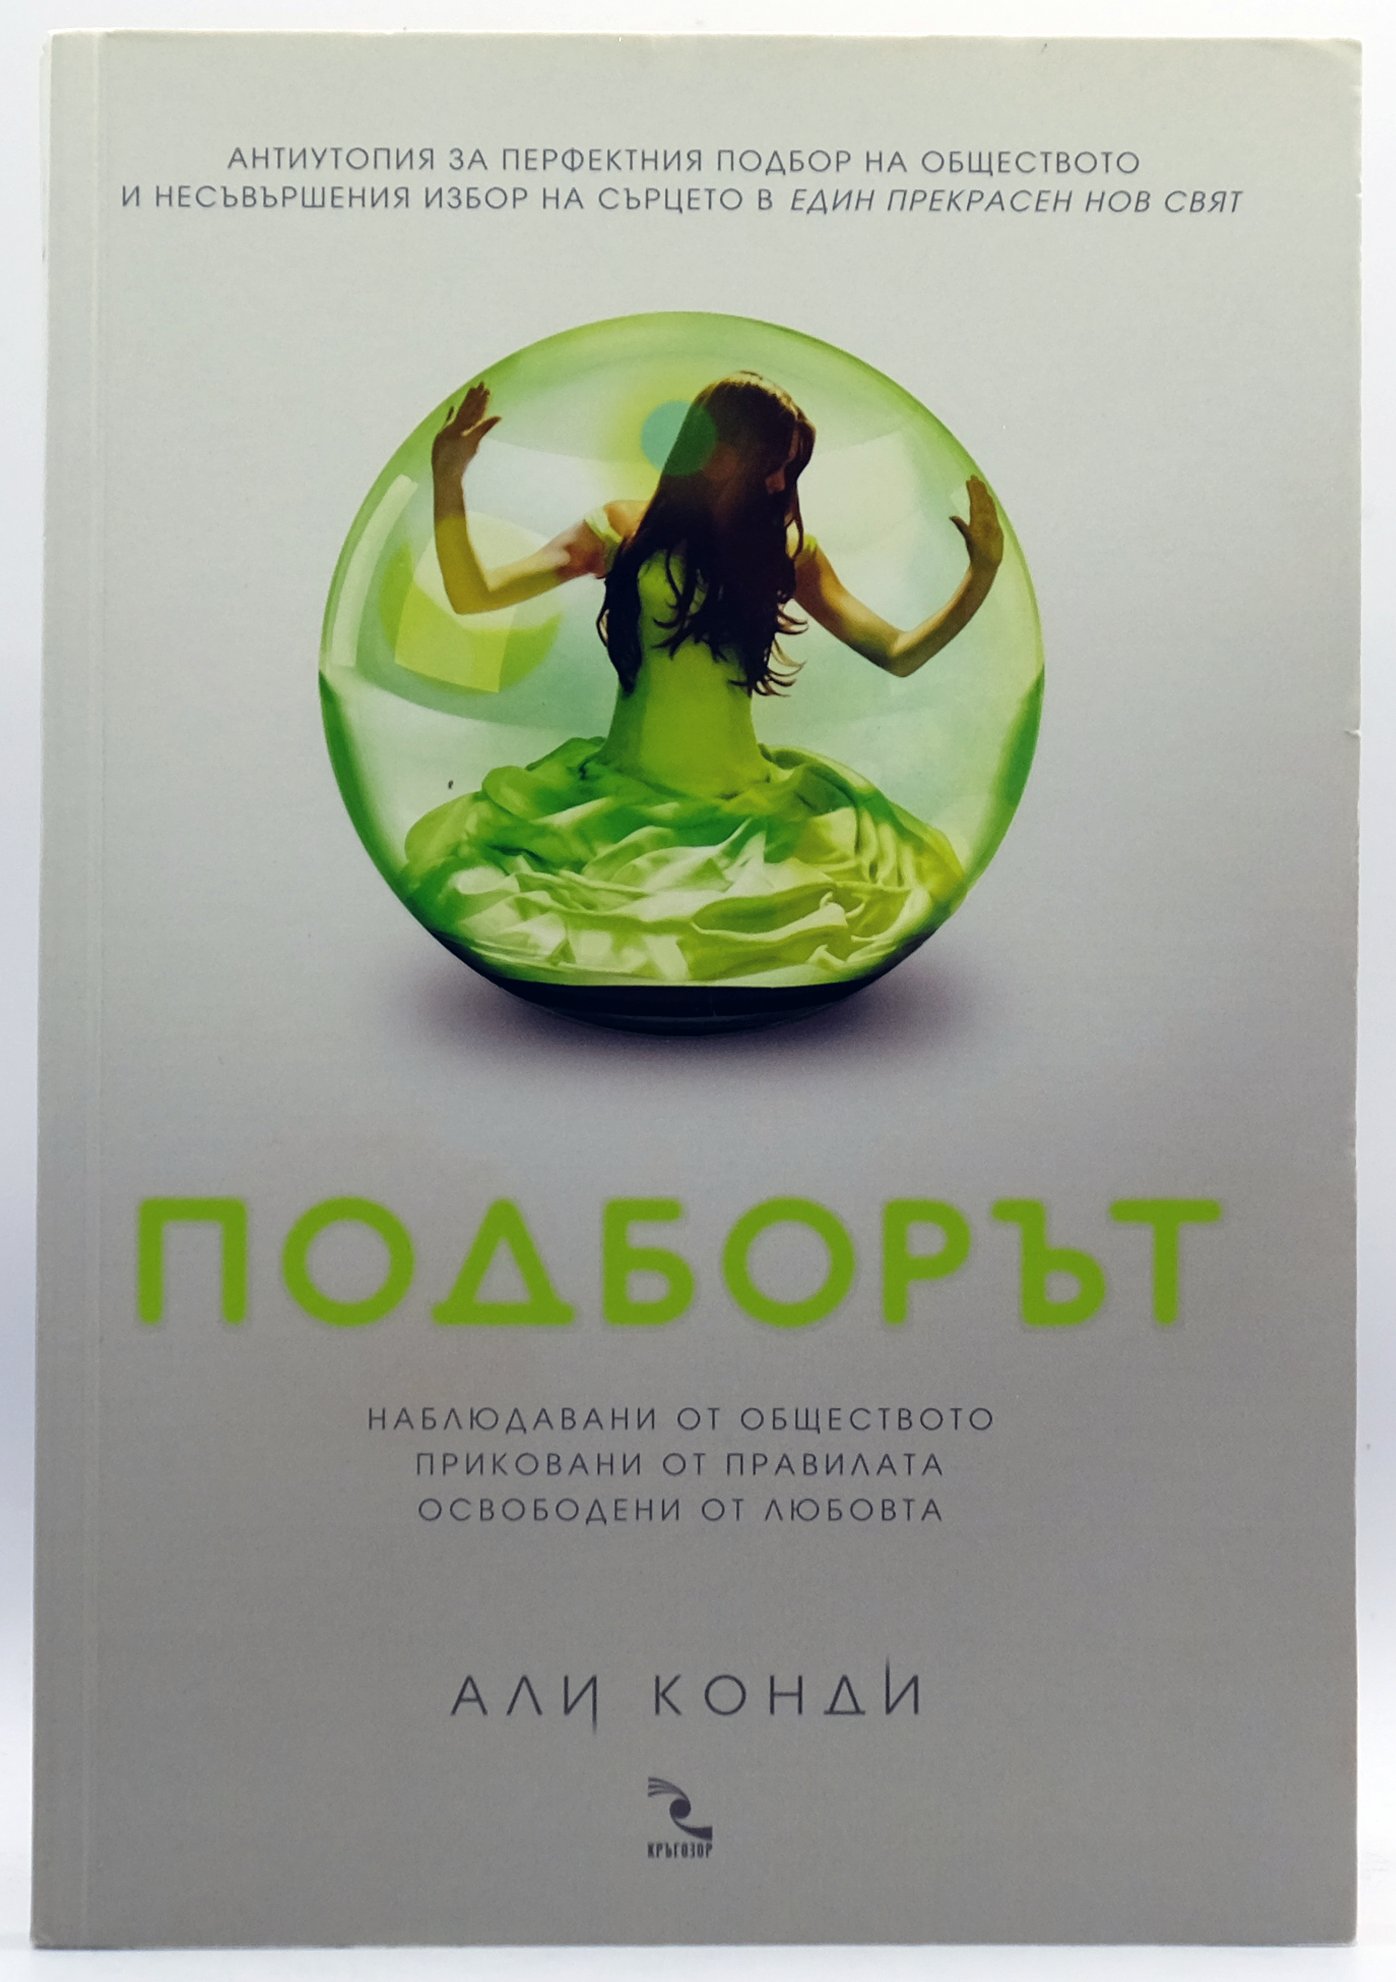 АНТИУТОПИЯ ЗА ПЕРФЕКТНИЯ ПОДБОР НА ОБЩЕСТВОТО
И НЕСЪВЪРШЕНИЯ ИЗБОР НА СЪРЦЕТО В ЕДИН ПРЕКРАСЕН НОВ СВЯТ
ПОДБОРЪТ
НАБЛЮДАВАНИ ОТ ОБЩЕСТВОТО
ПРИКОВАНИ ОТ ПРАВИЛАТА
ОСВОБОДЕНИ ОТ ЛЮБОВТА
АЛИ КОНДИ
КРЪГОЗОР